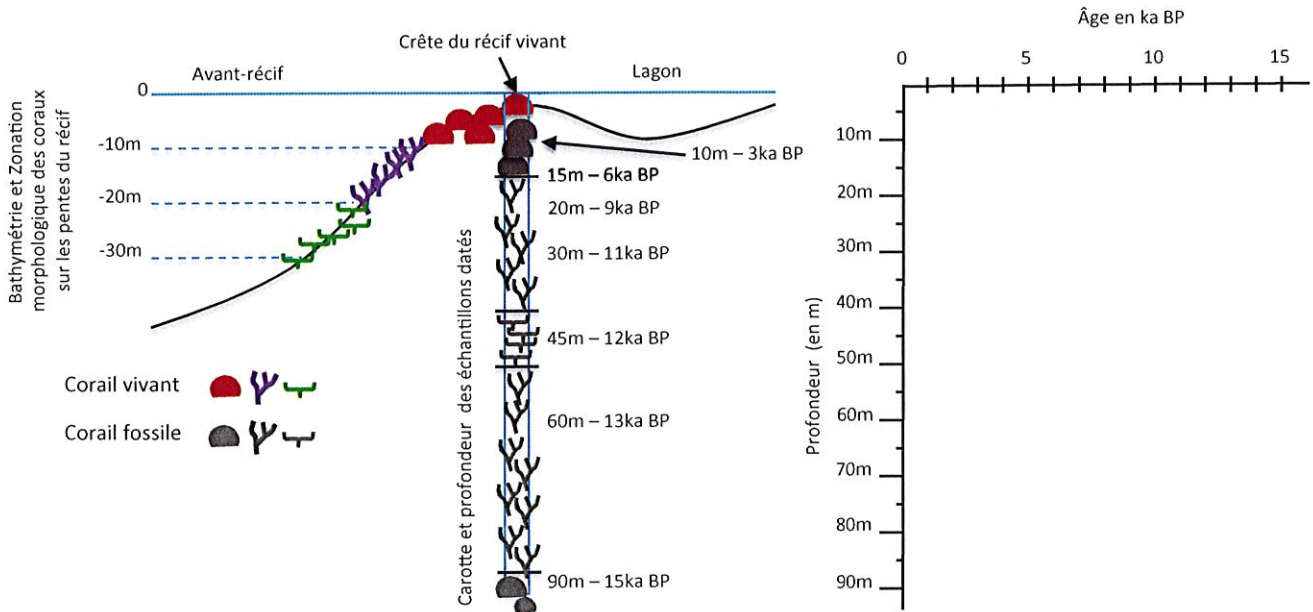 Crête du récif vivant
Avant-récif
Lagon
Bathymétrie et Zonation
morphologique des coraux
sur les pentes du récif
0
-10m
-20m
-30m
10m – 3ka BP
15m – 6ka BP
20m – 9ka BP
30m – 11ka BP
45m – 12ka BP
60m – 13ka BP
90m – 15ka BP
Carotte et profondeur des échantillons datés
Corail vivant
Corail fossile
Âge en ka BP
0 5 10 15
Profondeur (en m)
10m
20m
30m
40m
50m
60m
70m
80m
90m